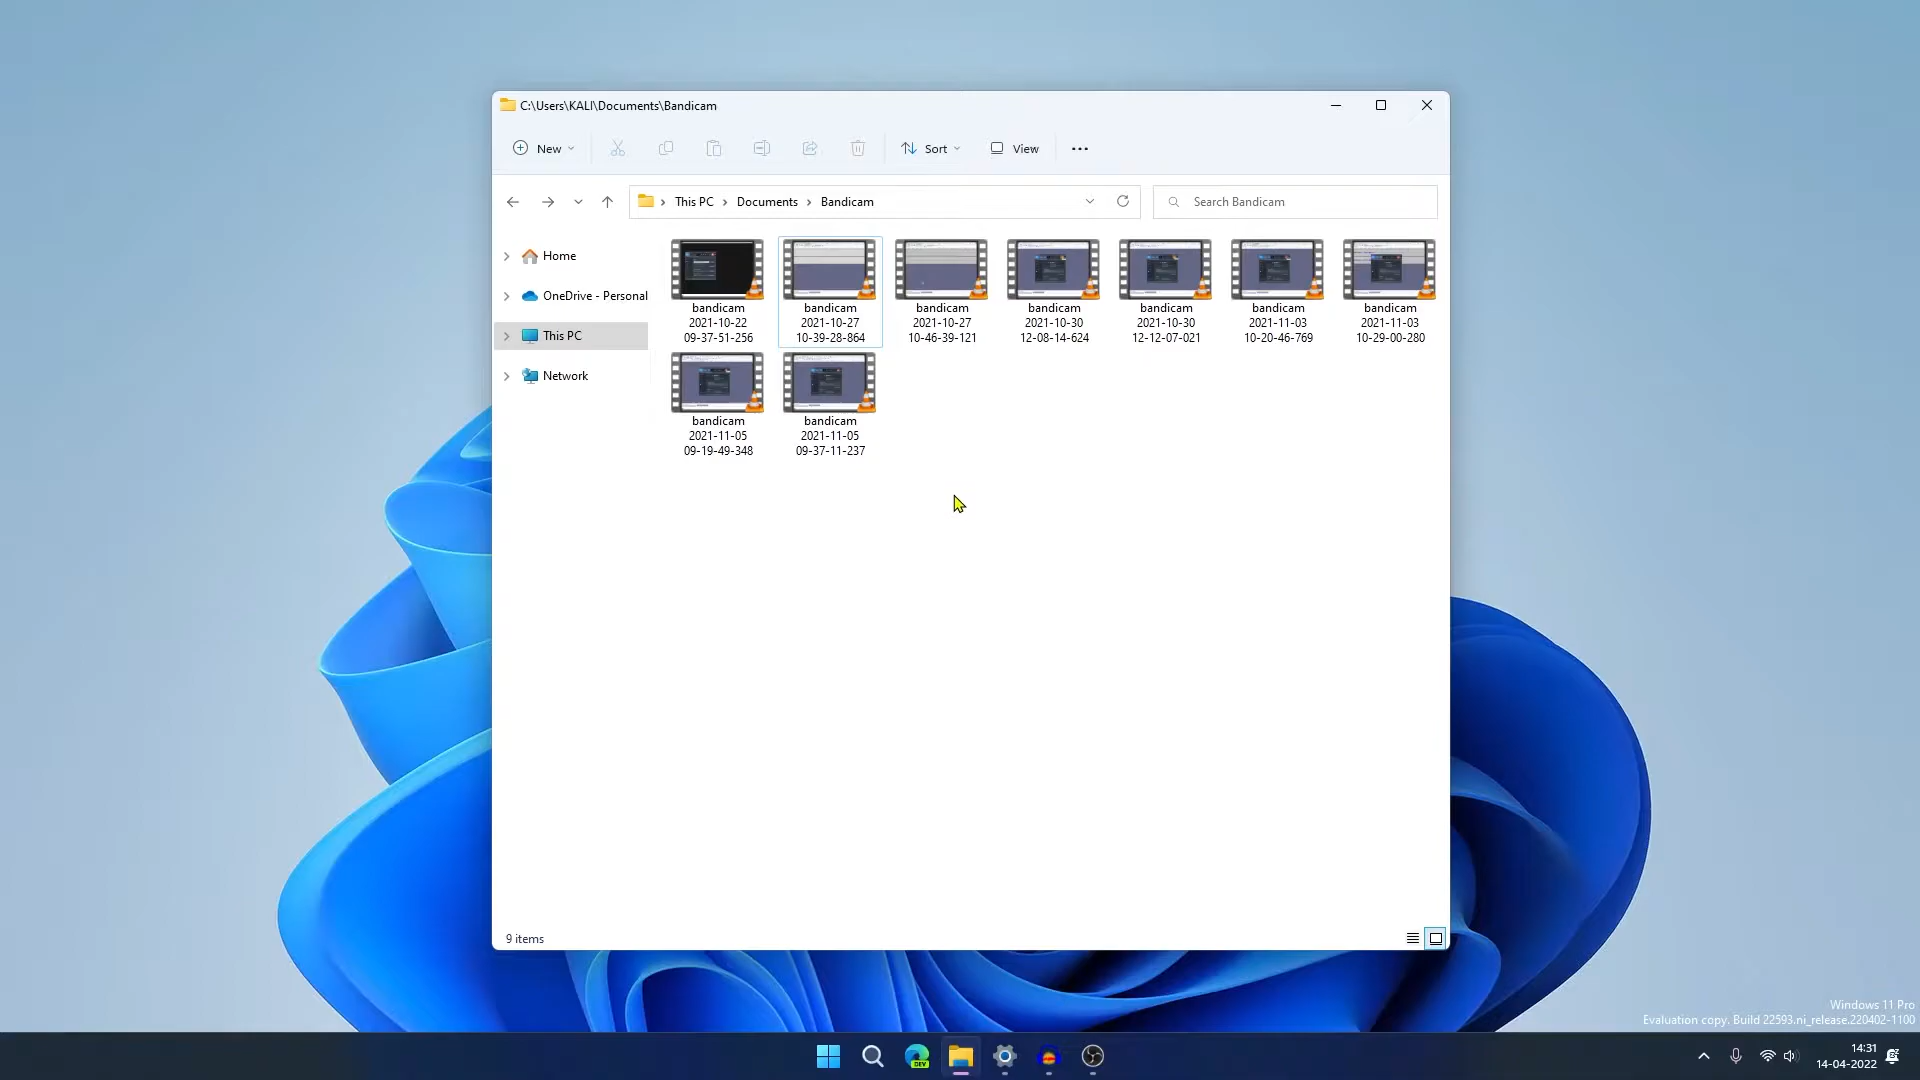 C:\Users\KALI\Documents\Bandicam
New
Sort
View
This PC
Documents
Bandicam
Search Bandicam
Home
OneDrive - Personal
This PC
Network
bandicam
2021-10-22
09-37-51-256
bandicam
2021-10-27
10-39-28-864
bandicam
2021-10-27
10-46-39-121
bandicam
2021-10-30
12-08-14-624
bandicam
2021-10-30
12-12-07-021
bandicam
2021-11-03
10-20-46-769
bandicam
2021-11-03
10-29-00-280
bandicam
2021-11-05
09-19-49-348
bandicam
2021-11-05
09-37-11-237
9 items
Windows 11 Pro
Evaluation copy. Build 22593.ni_release.220402-1100
DEV
14:31
14-04-2022